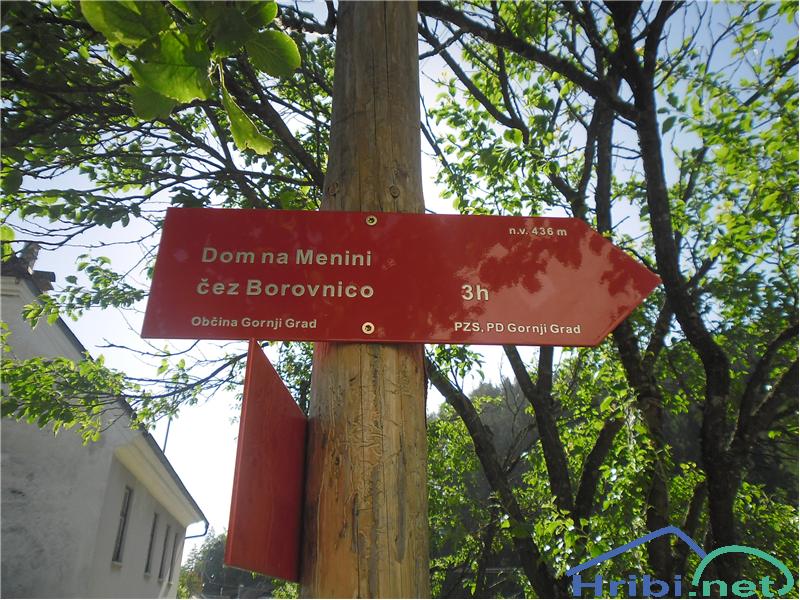 n.v. 436 m
Dom na Menini
čez Borovnico 3h
Občina Gornji Grad PZS, PD Gornji Grad
Hribi.net